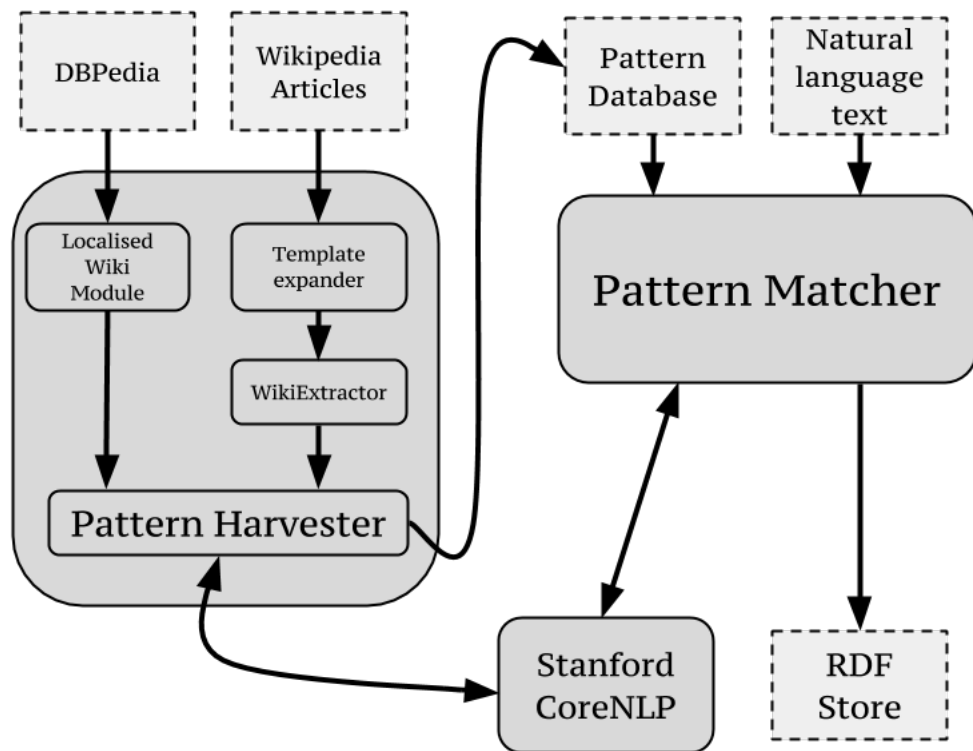 DBPedia
Wikipedia
Articles
Pattern
Database
Natural
language
text
Localised
Wiki
Module
Template
expander
Pattern Matcher
WikiExtractor
Pattern Harvester
Stanford
CoreNLP
RDF
Store